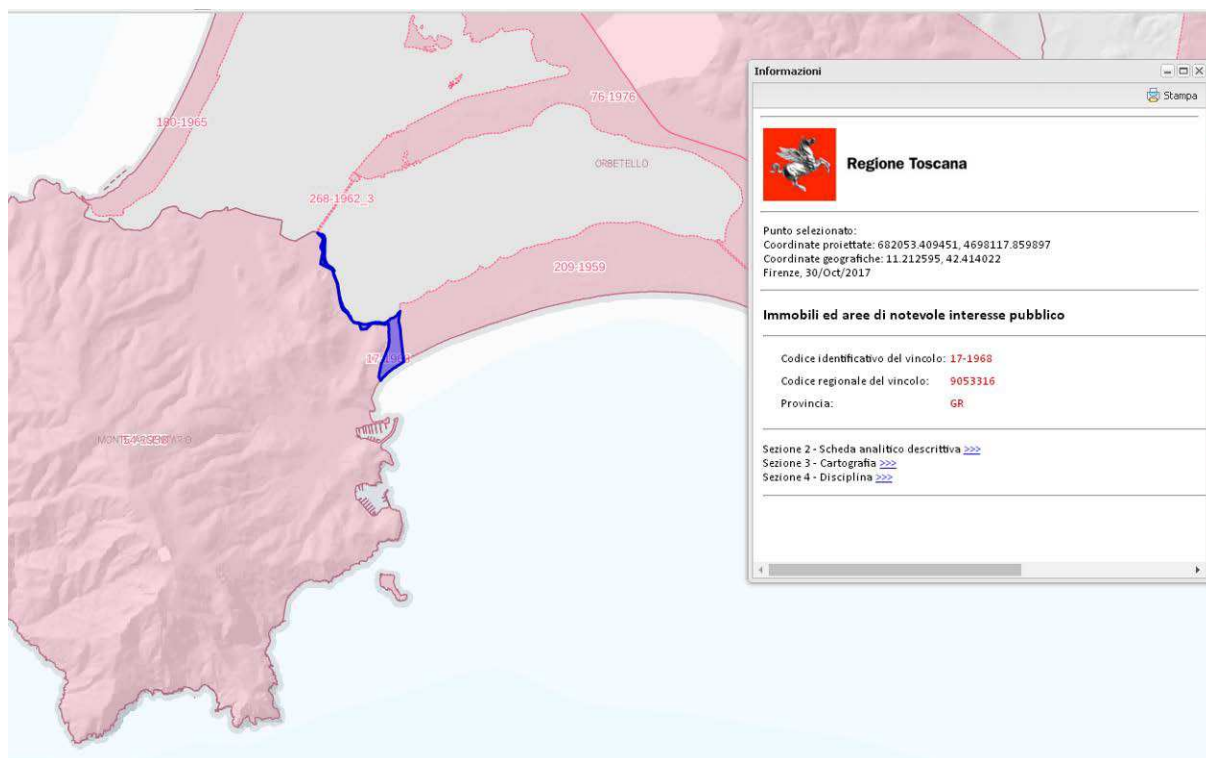 Informazioni
Stampa
Regione Toscana
Punto selezionato:
Coordinate proiettate: 682053.409451, 4698117.859897
Coordinate geografiche: 11.212595, 42.414022
Firenze, 30/Oct/2017
Immobili ed aree di notevole interesse pubblico
Codice identificativo del vincolo: 17-1968
Codice regionale del vincolo: 9053316
Provincia: GR
Sezione 2 - Scheda analitico descrittiva >>>
Sezione 3 - Cartografia >>>
Sezione 4 - Disciplina >>>
76-1976
180-1965
ORBETELLO
268-1962_3
209-1959
17-1968